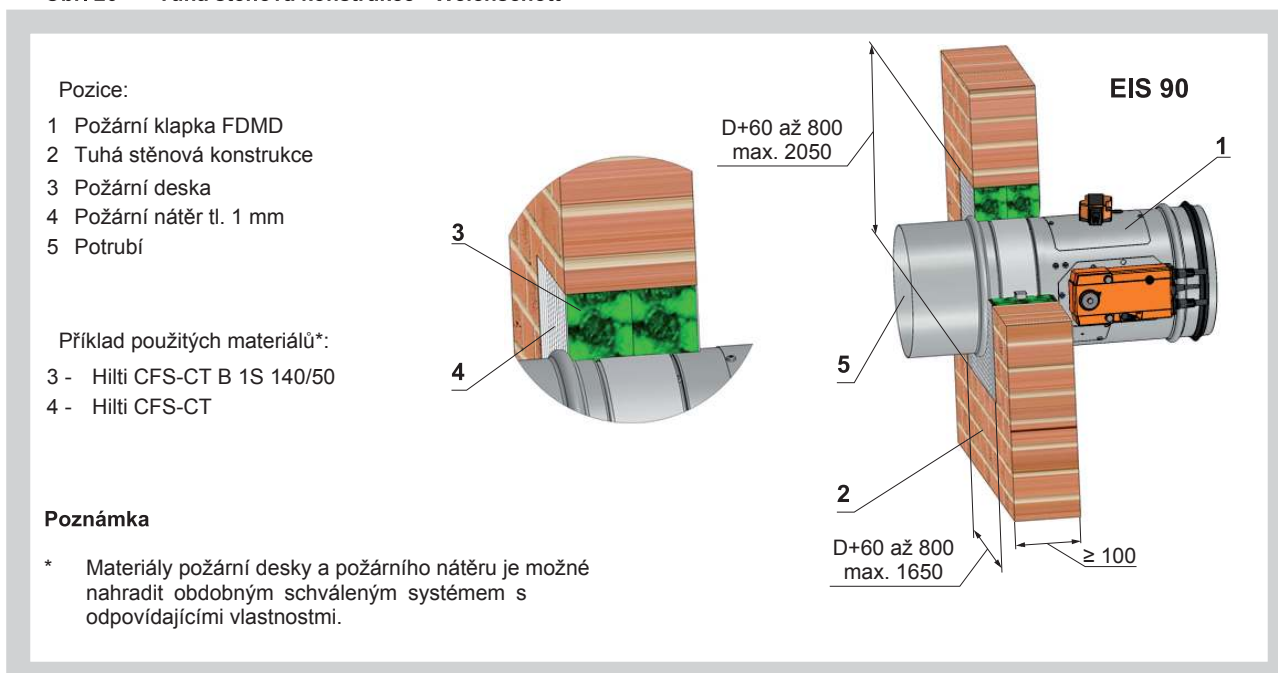 Pozice:
1 Požární klapka FDMD
2 Tuhá stěnová konstrukce
3 Požární deska
4 Požární nátěr tl. 1 mm
5 Potrubí
Příklad použitých materiálů*:
3 - Hilti CFS-CT B 1S 140/50
4 - Hilti CFS-CT
Poznámka
* Materiály požární desky a požárního nátěru je možné
nahradit obdobným schváleným systémem s
odpovídajícími vlastnostmi.
3
4
EIS 90
D+60 až 800
max. 2050
1
5
2
D+60 až 800
max. 1650
≥ 100